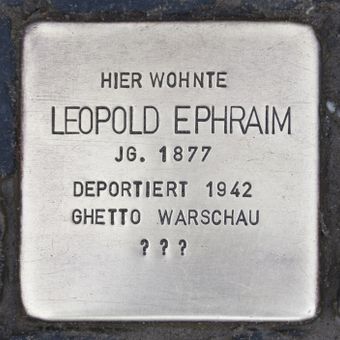 HIER WOHNTE
LEOPOLD EPHRAIM
JG. 1877
DEPORTIERT 1942
GHETTO WARSCHAU
? ? ?